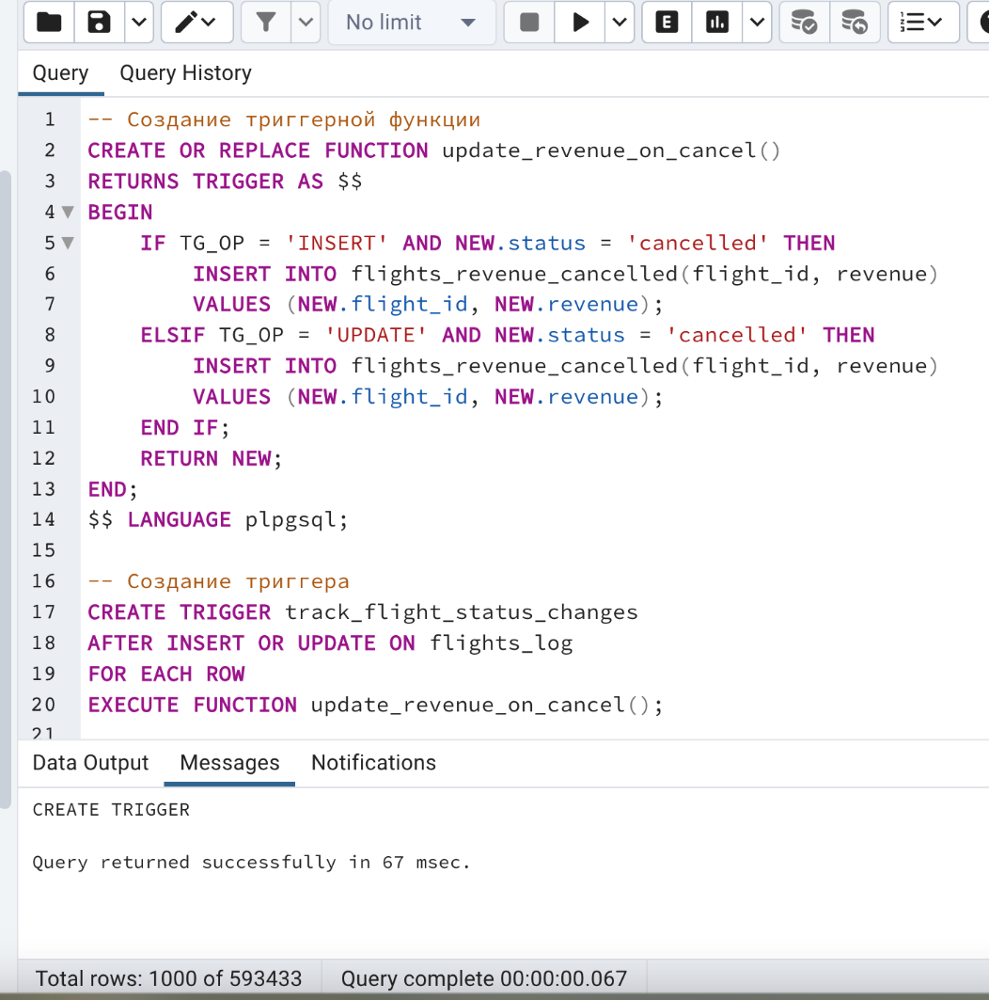 No limit
E
Query Query History
1 -- Создание триггерной функции
2 CREATE OR REPLACE FUNCTION update_revenue_on_cancel()
3 RETURNS TRIGGER AS $$
4 BEGIN
5 IF TG_OP = 'INSERT' AND NEW.status = 'cancelled' THEN
6 INSERT INTO flights_revenue_cancelled(flight_id, revenue)
7 VALUES (NEW.flight_id, NEW.revenue);
8 ELSIF TG_OP = 'UPDATE' AND NEW.status = 'cancelled' THEN
9 INSERT INTO flights_revenue_cancelled(flight_id, revenue)
10 VALUES (NEW.flight_id, NEW.revenue);
11 END IF;
12 RETURN NEW;
13 END;
14 $$ LANGUAGE plpgsql;
15
16 -- Создание триггера
17 CREATE TRIGGER track_flight_status_changes
18 AFTER INSERT OR UPDATE ON flights_log
19 FOR EACH ROW
20 EXECUTE FUNCTION update_revenue_on_cancel();
21
Data Output Messages Notifications
CREATE TRIGGER
Query returned successfully in 67 msec.
Total rows: 1000 of 593433 Query complete 00:00:00.067